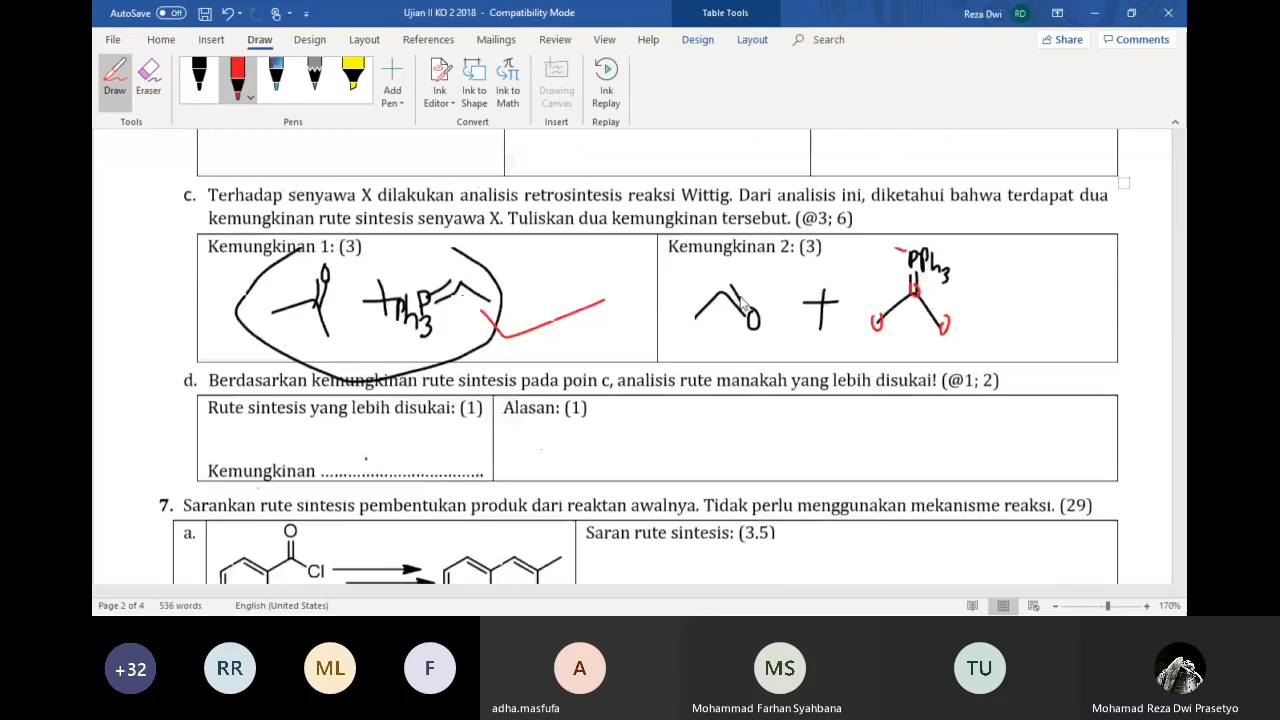 AutoSave Off
Ujian II KO 2 2018 - Compatibility Mode
Table Tools
Reza Dwi RD
File Home Insert Draw Design Layout References Mailings Review View Help Design Layout Search
Share Comments
Draw Eraser
Add Pen
Ink Editor
Ink to Shape
Ink to Math
Drawing Canvas
Ink Replay
Tools Pens Convert Insert Replay
c. Terhadap senyawa X dilakukan analisis retrosintesis reaksi Wittig. Dari analisis ini, diketahui bahwa terdapat dua
kemungkinan rute sintesis senyawa X. Tuliskan dua kemungkinan tersebut. (@3; 6)
Kemungkinan 1: (3) Kemungkinan 2: (3)
O + Ph3P
O + PPh3
d. Berdasarkan kemungkinan rute sintesis pada poin c, analisis rute manakah yang lebih disukai! (@1; 2)
Rute sintesis yang lebih disukai: (1) Alasan: (1)
Kemungkinan ....................................
7. Sarankan rute sintesis pembentukan produk dari reaktan awalnya. Tidak perlu menggunakan mekanisme reaksi. (29)
a. O Saran rute sintesis: (3.5)
Cl
Page 2 of 4 536 words English (United States) 170%
+32 RR ML F A MS TU
adha.masfufa Mohammad Farhan Syahbana Mohamad Reza Dwi Prasetyo